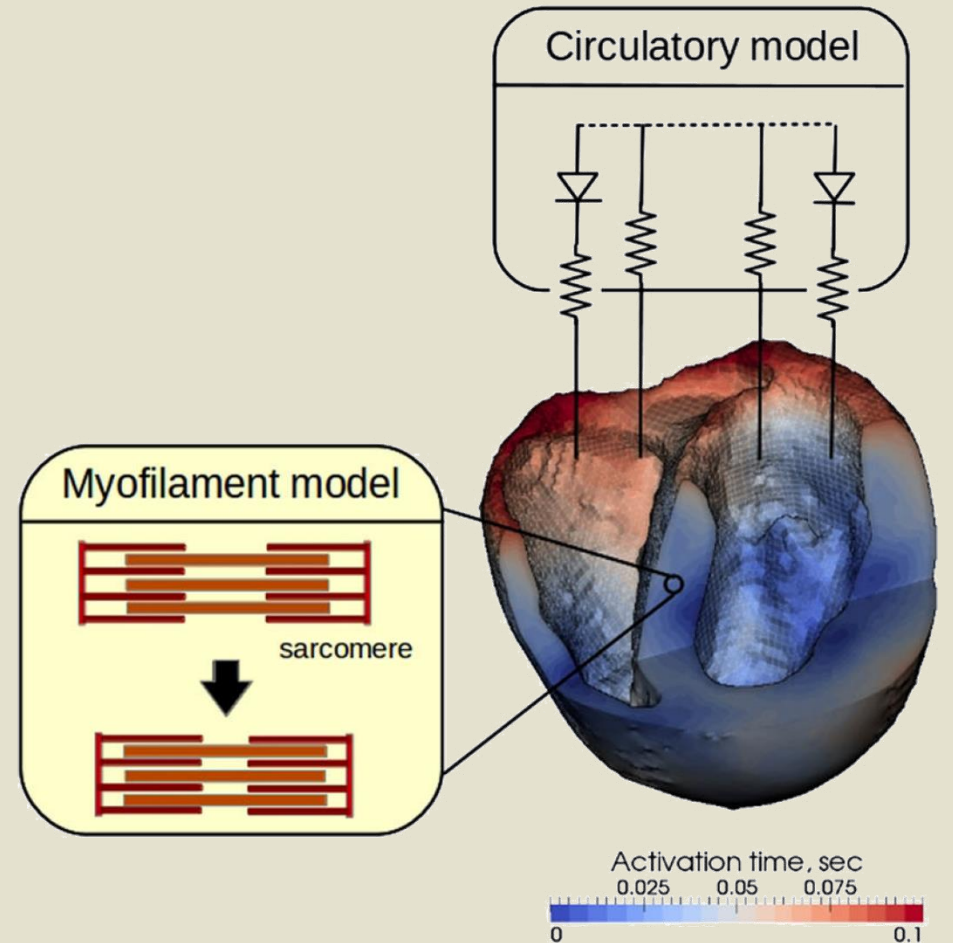 Circulatory model
Myofilament model
sarcomere
Activation time, sec
0.025 0.05 0.075
0 0.1